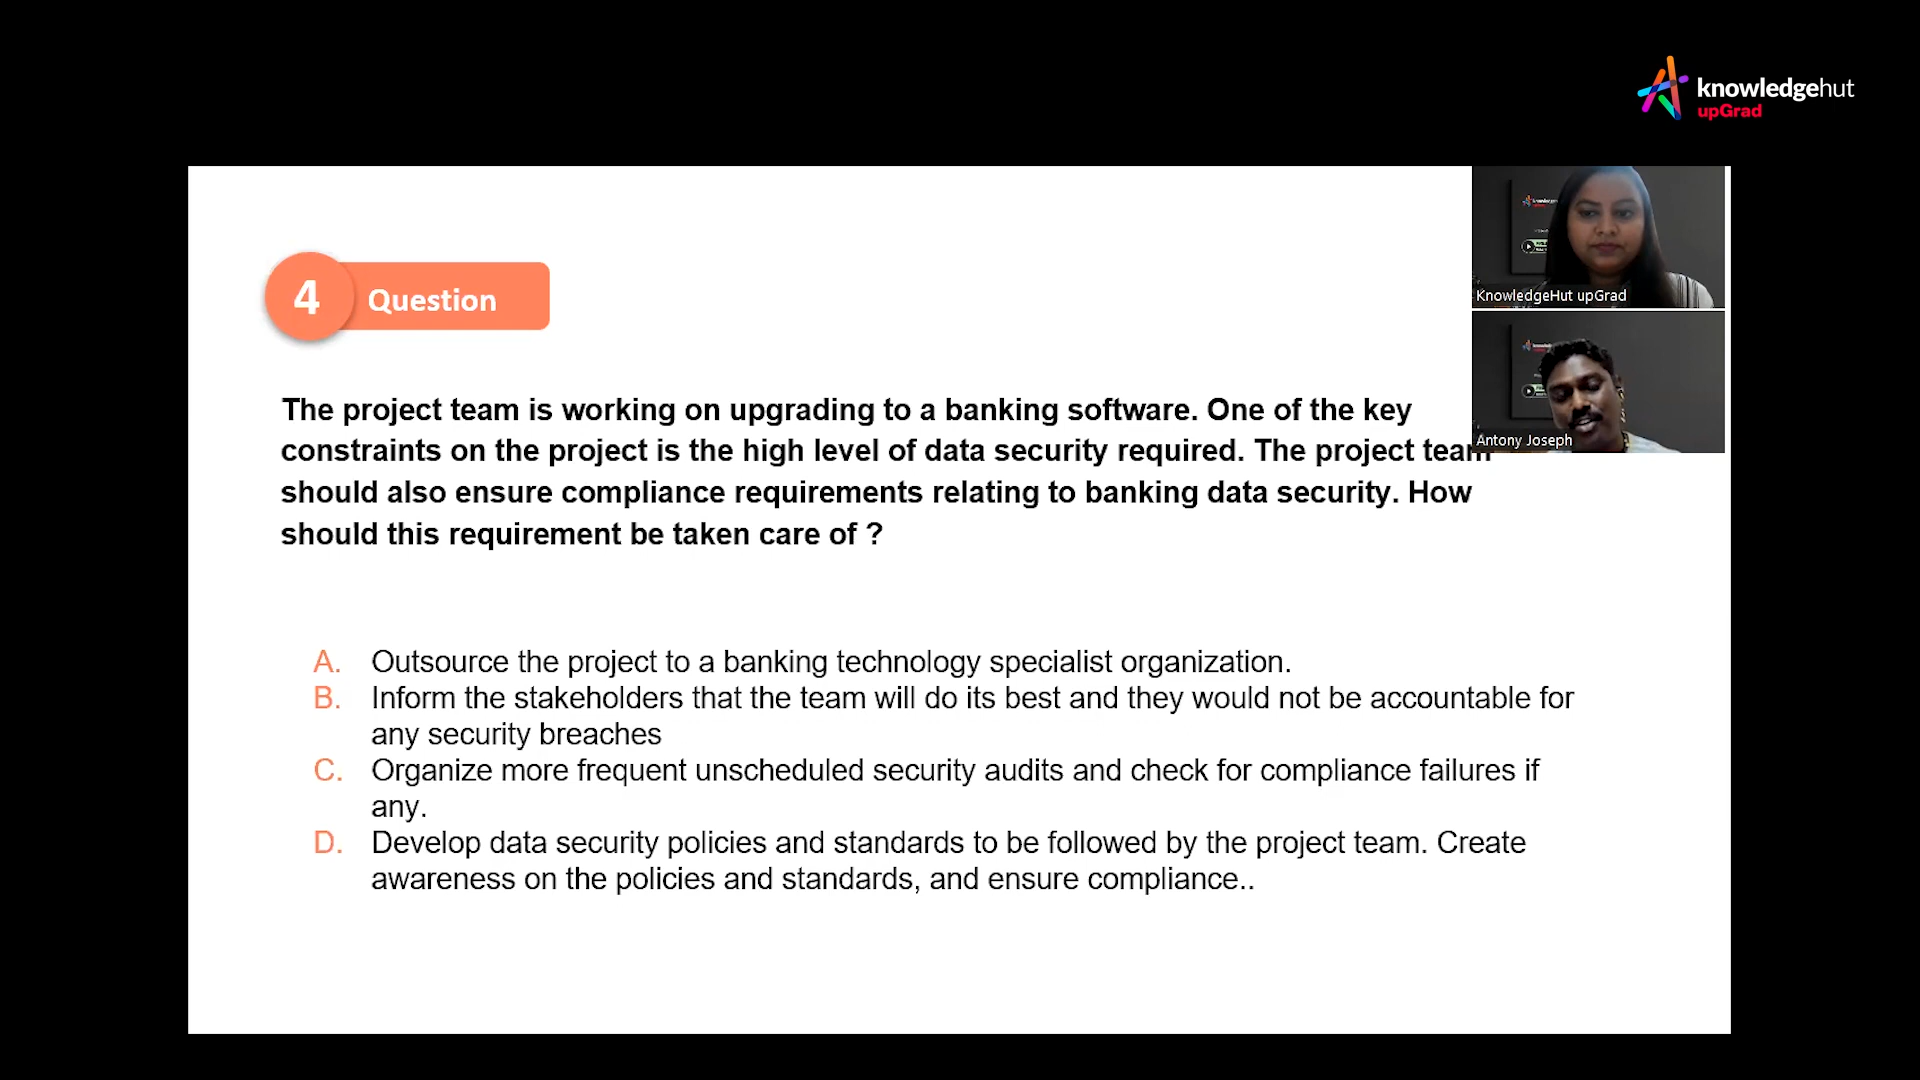 knowledgehut
upGrad
KnowledgeHut upGrad
Antony Joseph
4 Question
The project team is working on upgrading to a banking software. One of the key
constraints on the project is the high level of data security required. The project team
should also ensure compliance requirements relating to banking data security. How
should this requirement be taken care of ?
A. Outsource the project to a banking technology specialist organization.
B. Inform the stakeholders that the team will do its best and they would not be accountable for
any security breaches
C. Organize more frequent unscheduled security audits and check for compliance failures if
any.
D. Develop data security policies and standards to be followed by the project team. Create
awareness on the policies and standards, and ensure compliance..